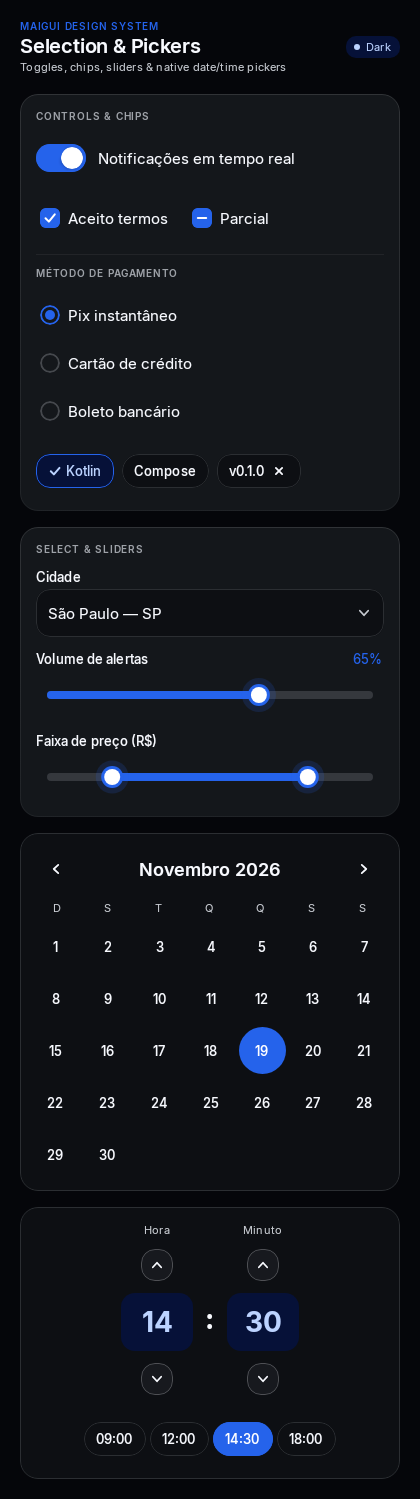 MAIGUI DESIGN SYSTEM
Selection & Pickers
Dark
Toggles, chips, sliders & native date/time pickers
CONTROLS & CHIPS
Notificações em tempo real
Aceito termos Parcial
MÉTODO DE PAGAMENTO
Pix instantâneo
Cartão de crédito
Boleto bancário
Kotlin Compose v0.1.0
SELECT & SLIDERS
Cidade
São Paulo — SP
Volume de alertas 65%
Faixa de preço (R$)
Novembro 2026
D S T Q Q S S
1 2 3 4 5 6 7
8 9 10 11 12 13 14
15 16 17 18 19 20 21
22 23 24 25 26 27 28
29 30
Hora Minuto
14 : 30
09:00 12:00 14:30 18:00